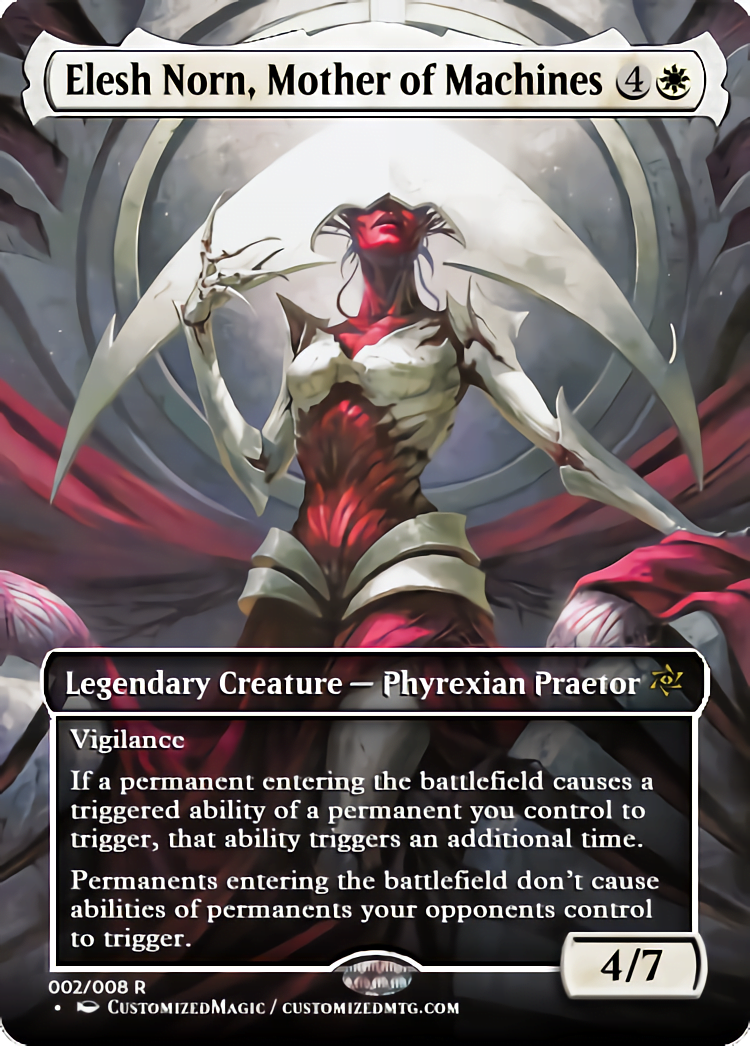 Elesh Norn, Mother of Machines 4
Legendary Creature — Phyrexian Praetor
Vigilance
If a permanent entering the battlefield causes a
triggered ability of a permanent you control to
trigger, that ability triggers an additional time.
Permanents entering the battlefield don't cause
abilities of permanents your opponents control
to trigger.
4/7
002/008 R
• CustomizedMagic / customizedmtg.com